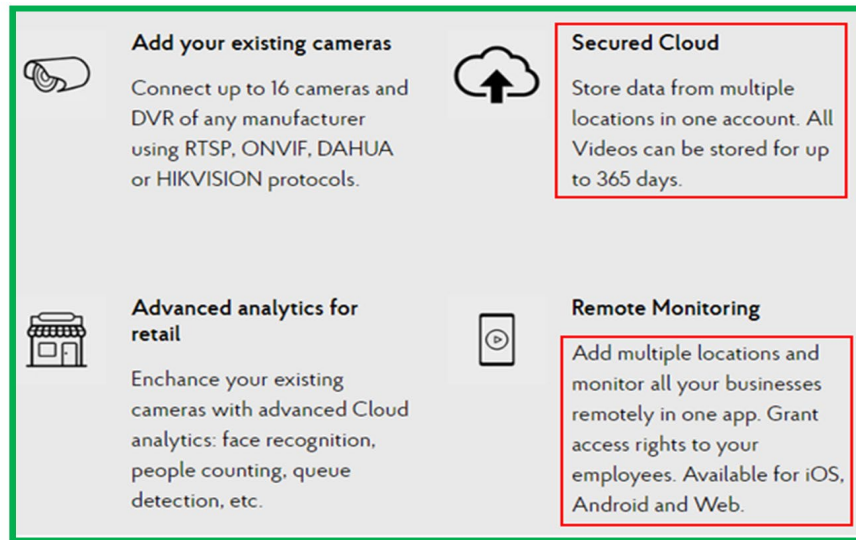 Add your existing cameras
Connect up to 16 cameras and
DVR of any manufacturer
using RTSP, ONVIF, DAHUA
or HIKVISION protocols.
Secured Cloud
Store data from multiple
locations in one account. All
Videos can be stored for up
to 365 days.
Advanced analytics for
retail
Enchance your existing
cameras with advanced Cloud
analytics: face recognition,
people counting, queue
detection, etc.
Remote Monitoring
Add multiple locations and
monitor all your businesses
remotely in one app. Grant
access rights to your
employees. Available for iOS,
Android and Web.